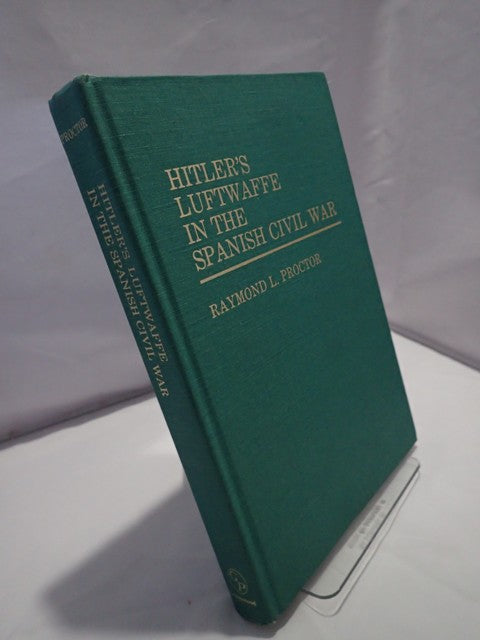 HITLER'S
LUFTWAFFE
IN THE
SPANISH CIVIL WAR
RAYMOND L. PROCTOR
PROCTOR
HITLER'S LUFTWAFFE
IN THE SPANISH CIVIL WAR